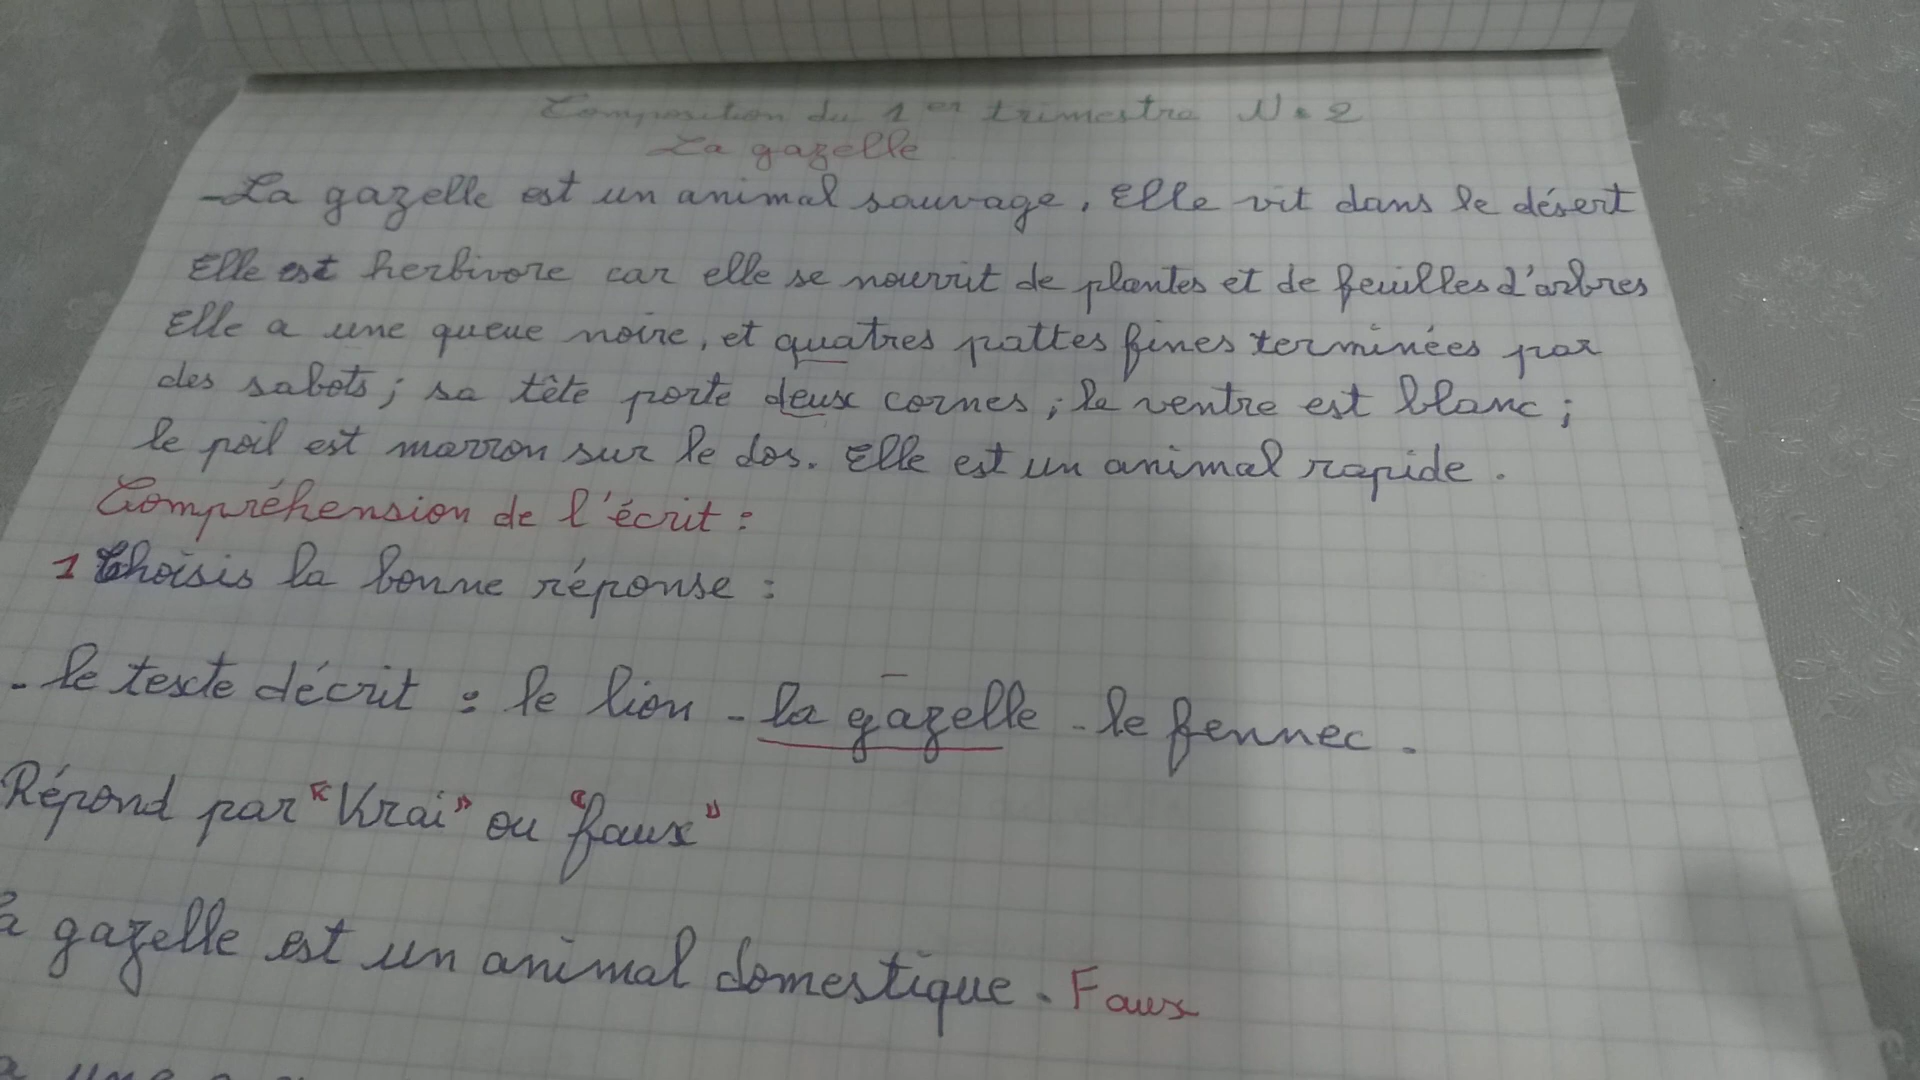 Composition du 1er trimestre N.2
La gazelle
-La gazelle est un animal sauvage, Elle vit dans le désert
Elle est herbivore car elle se nourrit de plantes et de feuilles d'arbres
Elle a une queue noire, et quatres pattes fines terminées par
des sabots ; sa tête porte deux cornes ; le ventre est blanc ;
le poil est marron sur le dos. Elle est un animal rapide.
Compréhension de l'écrit :
1 Choisis la bonne réponse :
- le texte décrit : le lion - la gazelle - le fennec.
Répond par "Vrai" ou "faux"
la gazelle est un animal domestique. Faux